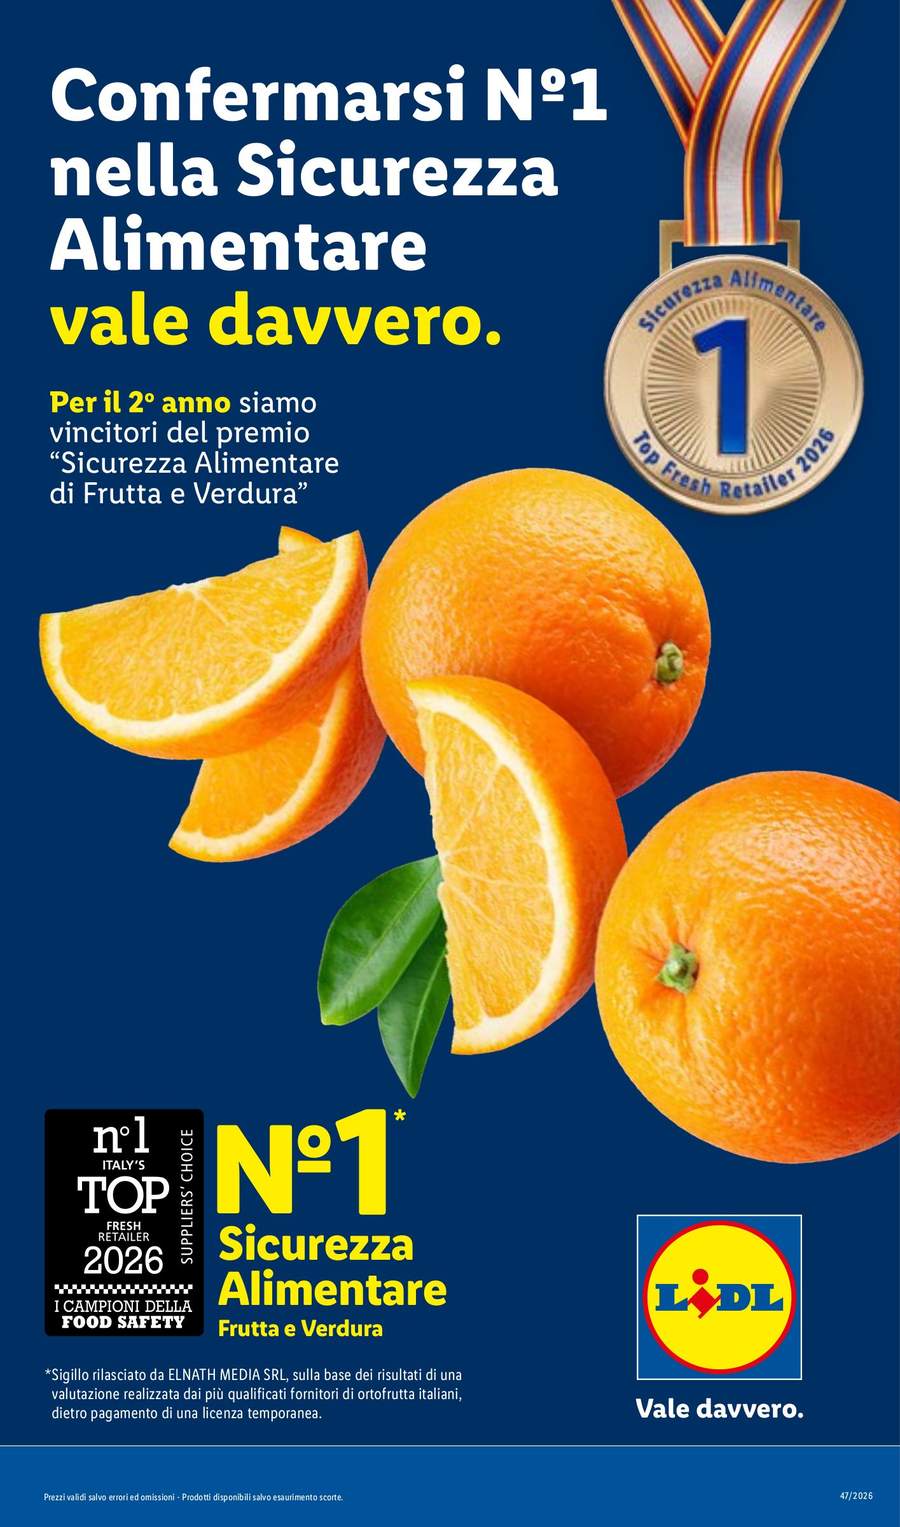 Confermarsi Nº1
nella Sicurezza
Alimentare
vale davvero.
Per il 2º anno siamo
vincitori del premio
“Sicurezza Alimentare
di Frutta e Verdura”
Sicurezza Alimentare
1
Top Fresh Retailer 2026
nº1
ITALY'S
TOP
FRESH
RETAILER
2026
SUPPLIERS' CHOICE
I CAMPIONI DELLA
FOOD SAFETY
Nº1*
Sicurezza
Alimentare
Frutta e Verdura
*Sigillo rilasciato da ELNATH MEDIA SRL, sulla base dei risultati di una
valutazione realizzata dai più qualificati fornitori di ortofrutta italiani,
dietro pagamento di una licenza temporanea.
LIDL
Vale davvero.
Prezzi validi salvo errori ed omissioni - Prodotti disponibili salvo esaurimento scorte.
47/2026